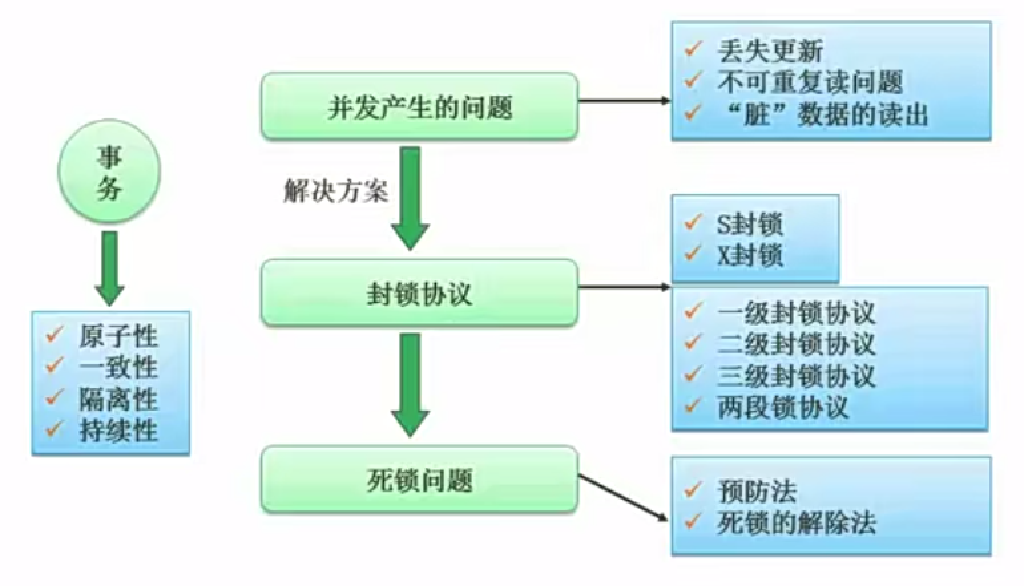 事
务
原子性
一致性
隔离性
持续性
并发产生的问题
解决方案
封锁协议
死锁问题
丢失更新
不可重复读问题
“脏”数据的读出
S封锁
X封锁
一级封锁协议
二级封锁协议
三级封锁协议
两段锁协议
预防法
死锁的解除法